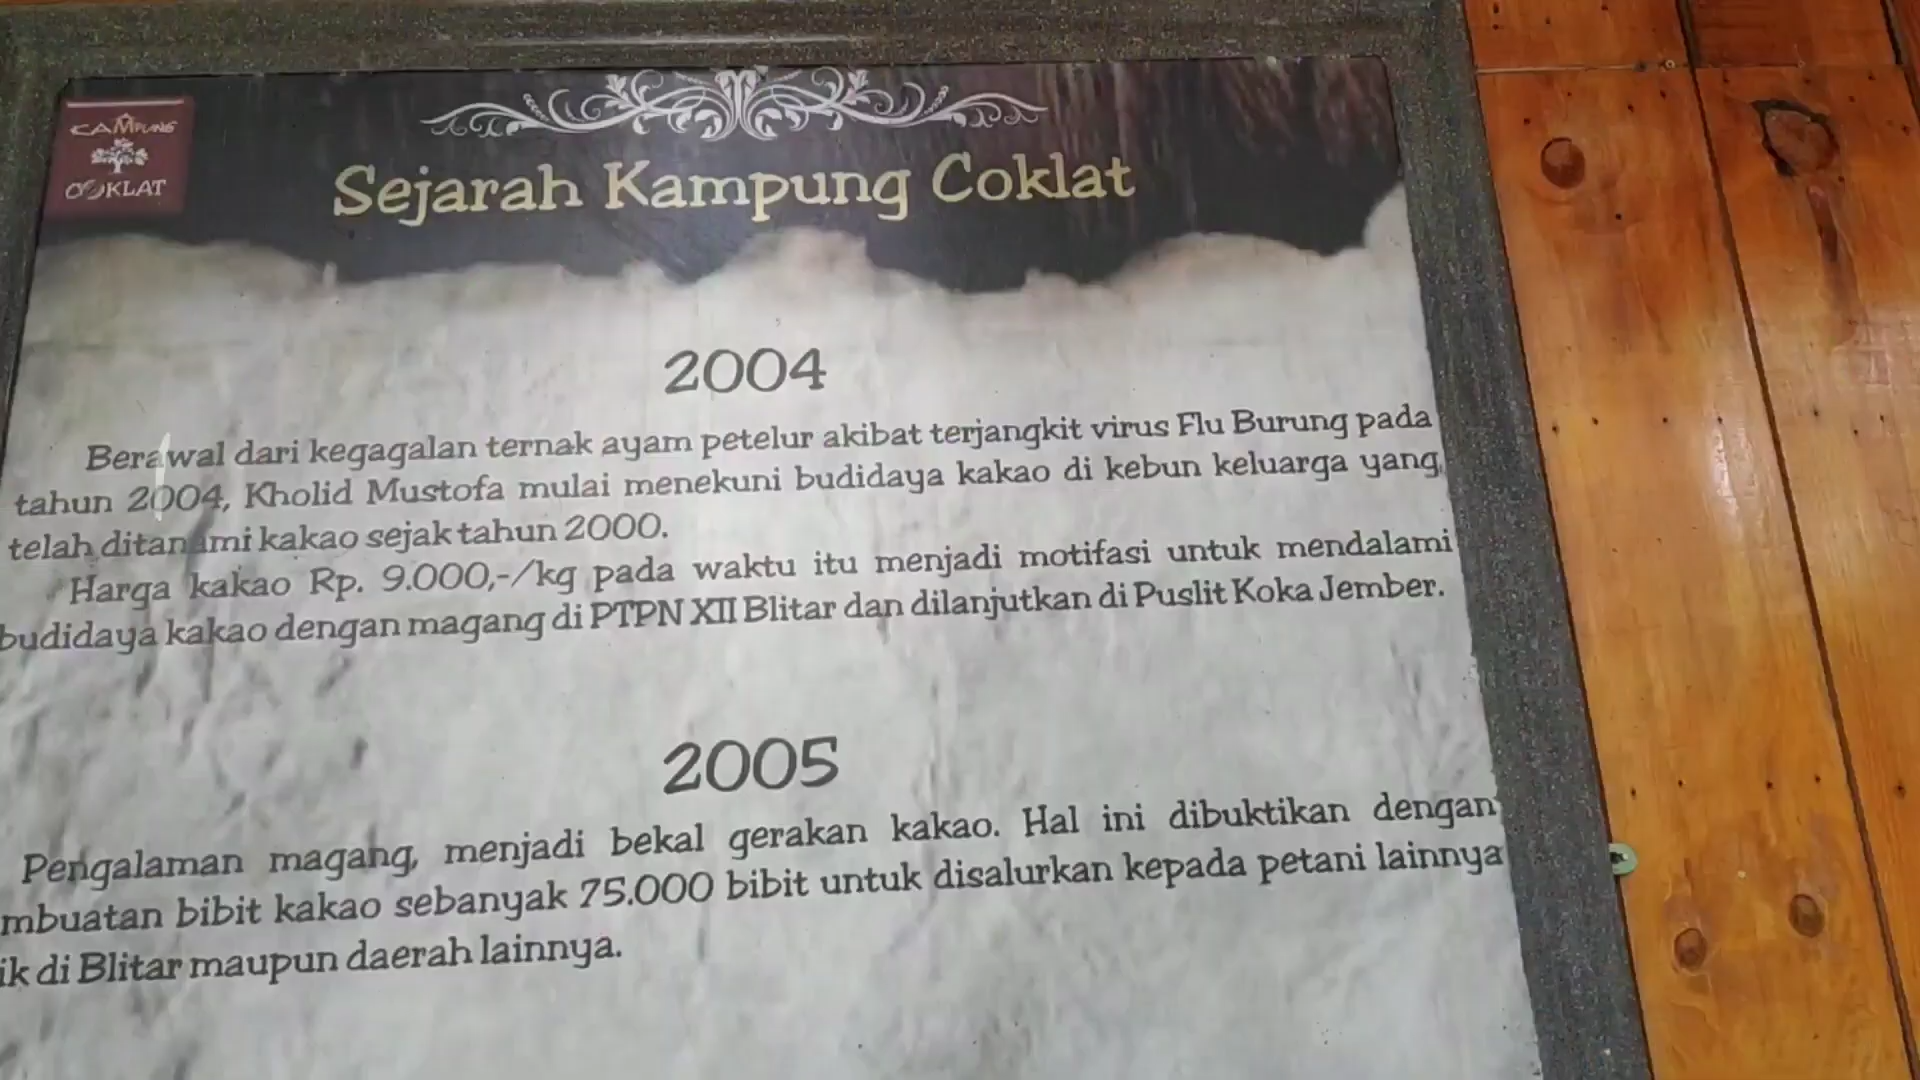 KAMPUNG
COKLAT
Sejarah Kampung Coklat
2004
Berawal dari kegagalan ternak ayam petelur akibat terjangkit virus Flu Burung pada
tahun 2004, Kholid Mustofa mulai menekuni budidaya kakao di kebun keluarga yang
telah ditanami kakao sejak tahun 2000.
Harga kakao Rp. 9.000,-/kg pada waktu itu menjadi motifasi untuk mendalami
budidaya kakao dengan magang di PTPN XII Blitar dan dilanjutkan di Puslit Koka Jember.
2005
Pengalaman magang, menjadi bekal gerakan kakao. Hal ini dibuktikan dengan
mbuatan bibit kakao sebanyak 75.000 bibit untuk disalurkan kepada petani lainnya
ik di Blitar maupun daerah lainnya.